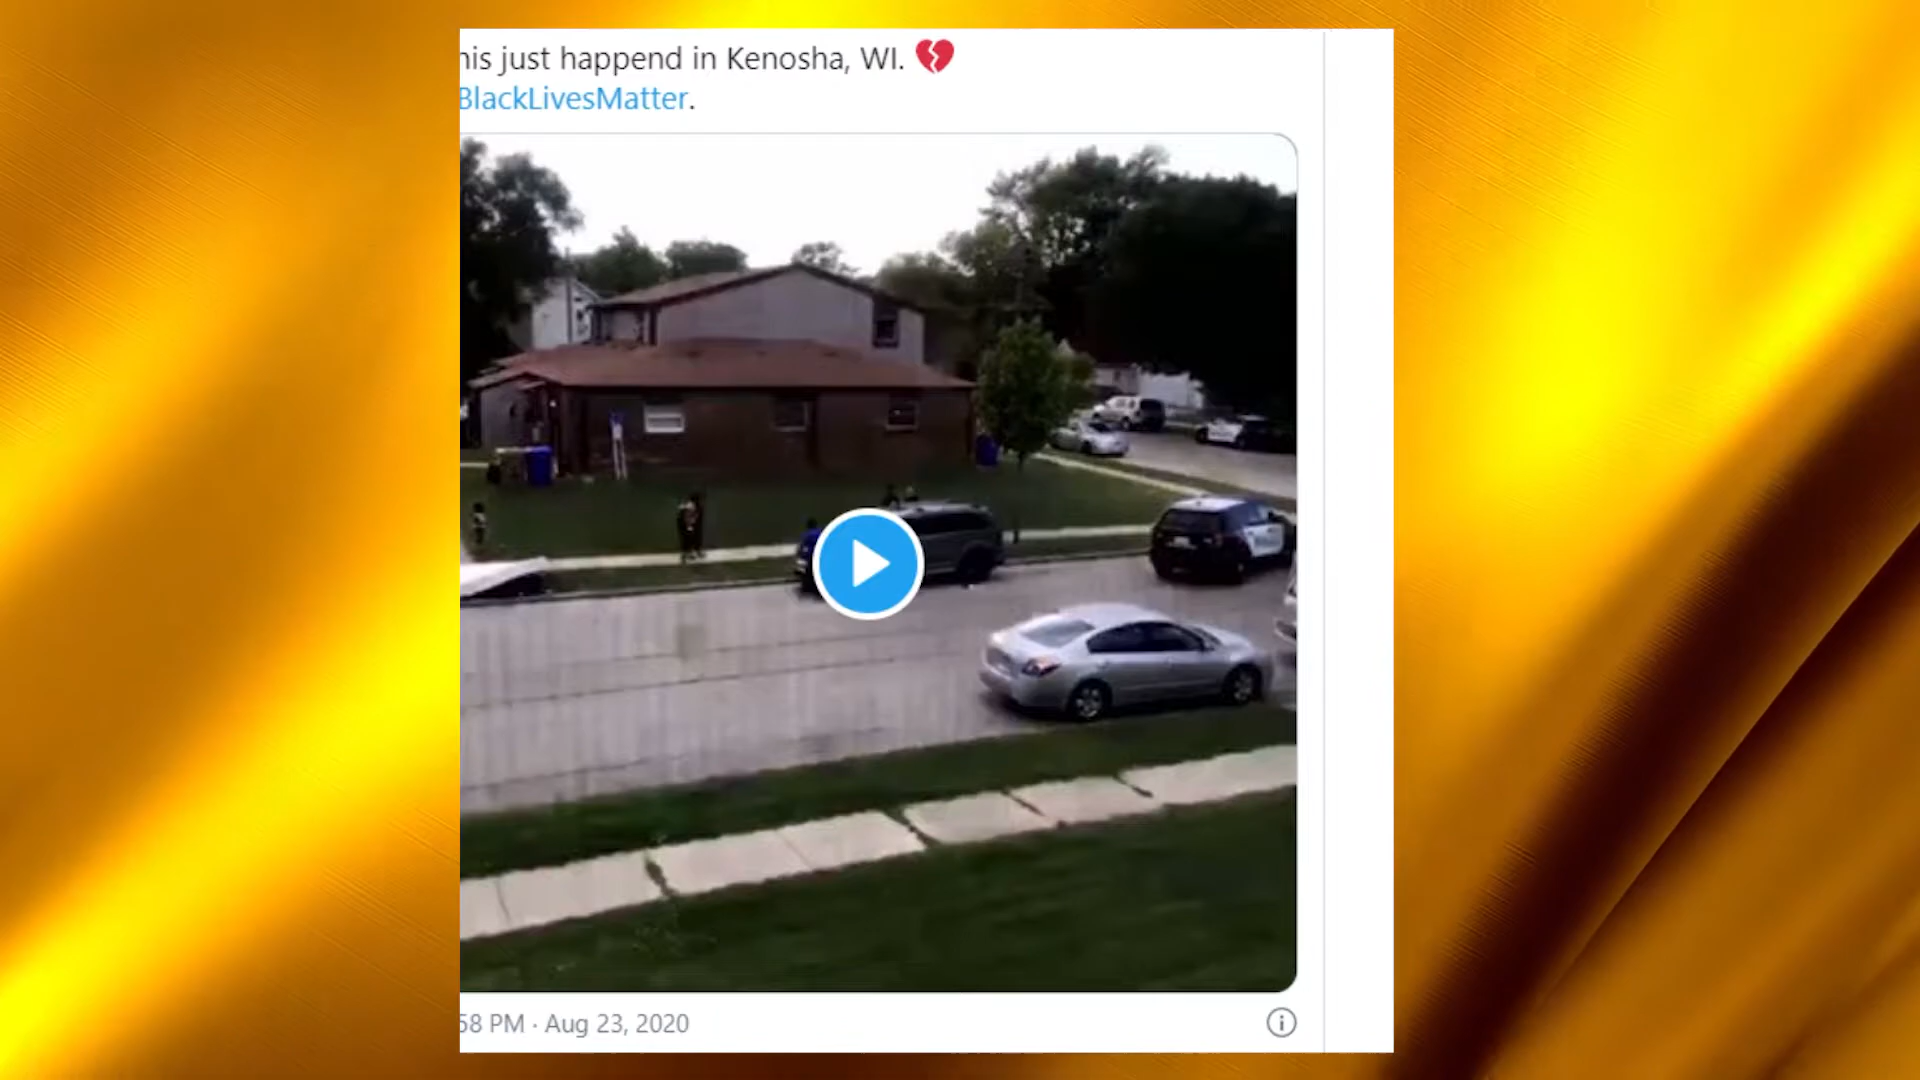 his just happend in Kenosha, WI. 💔
BlackLivesMatter.
58 PM · Aug 23, 2020